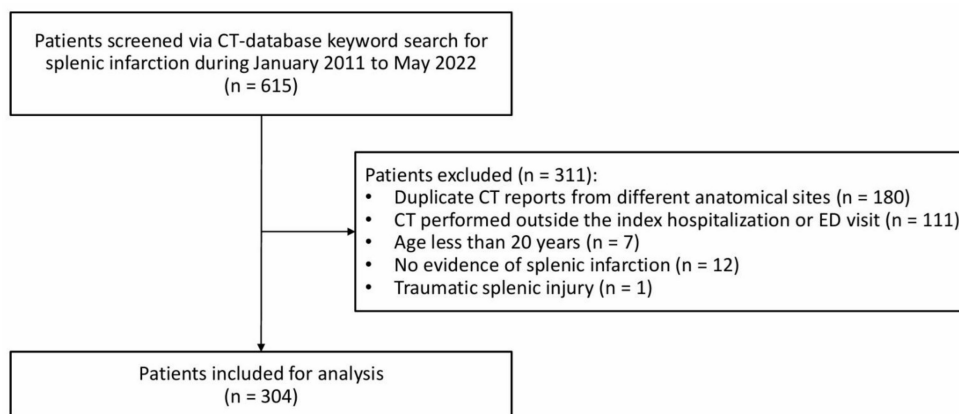 Patients screened via CT-database keyword search for
splenic infarction during January 2011 to May 2022
(n = 615)
Patients excluded (n = 311):
• Duplicate CT reports from different anatomical sites (n = 180)
• CT performed outside the index hospitalization or ED visit (n = 111)
• Age less than 20 years (n = 7)
• No evidence of splenic infarction (n = 12)
• Traumatic splenic injury (n = 1)
Patients included for analysis
(n = 304)